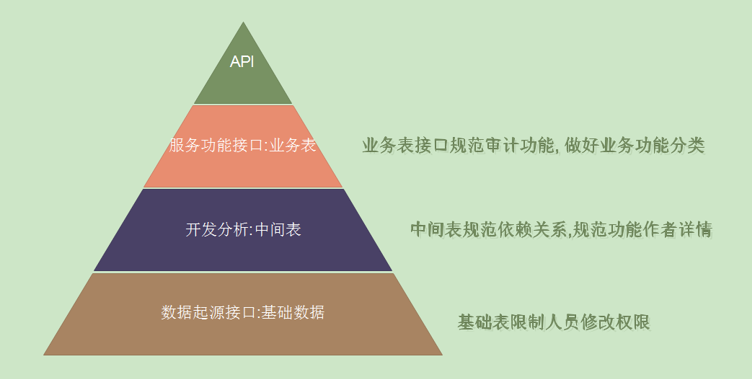 API
服务功能接口:业务表
业务表接口规范审计功能, 做好业务功能分类
开发分析:中间表
中间表规范依赖关系,规范功能作者详情
数据起源接口:基础数据
基础表限制人员修改权限